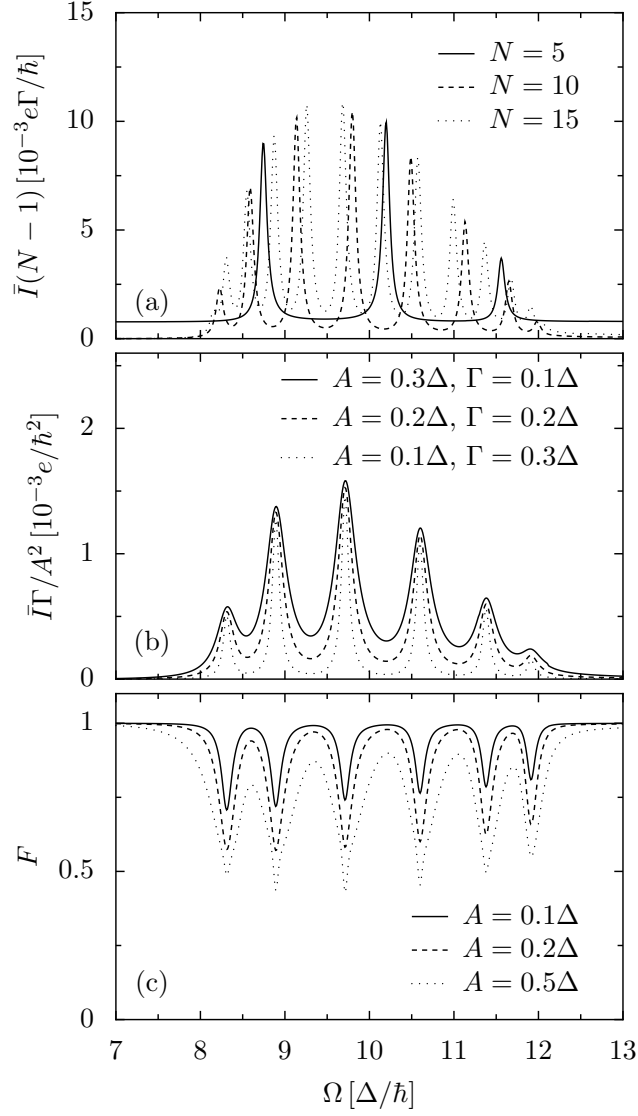 Ī(N − 1) [10⁻³eΓ/ħ]
15
10
5
0
N = 5
N = 10
N = 15
(a)
ĪΓ/A² [10⁻³e/ħ²]
2
1
0
A = 0.3Δ, Γ = 0.1Δ
A = 0.2Δ, Γ = 0.2Δ
A = 0.1Δ, Γ = 0.3Δ
(b)
F
1
0.5
0
A = 0.1Δ
A = 0.2Δ
A = 0.5Δ
(c)
7 8 9 10 11 12 13
Ω [Δ/ħ]